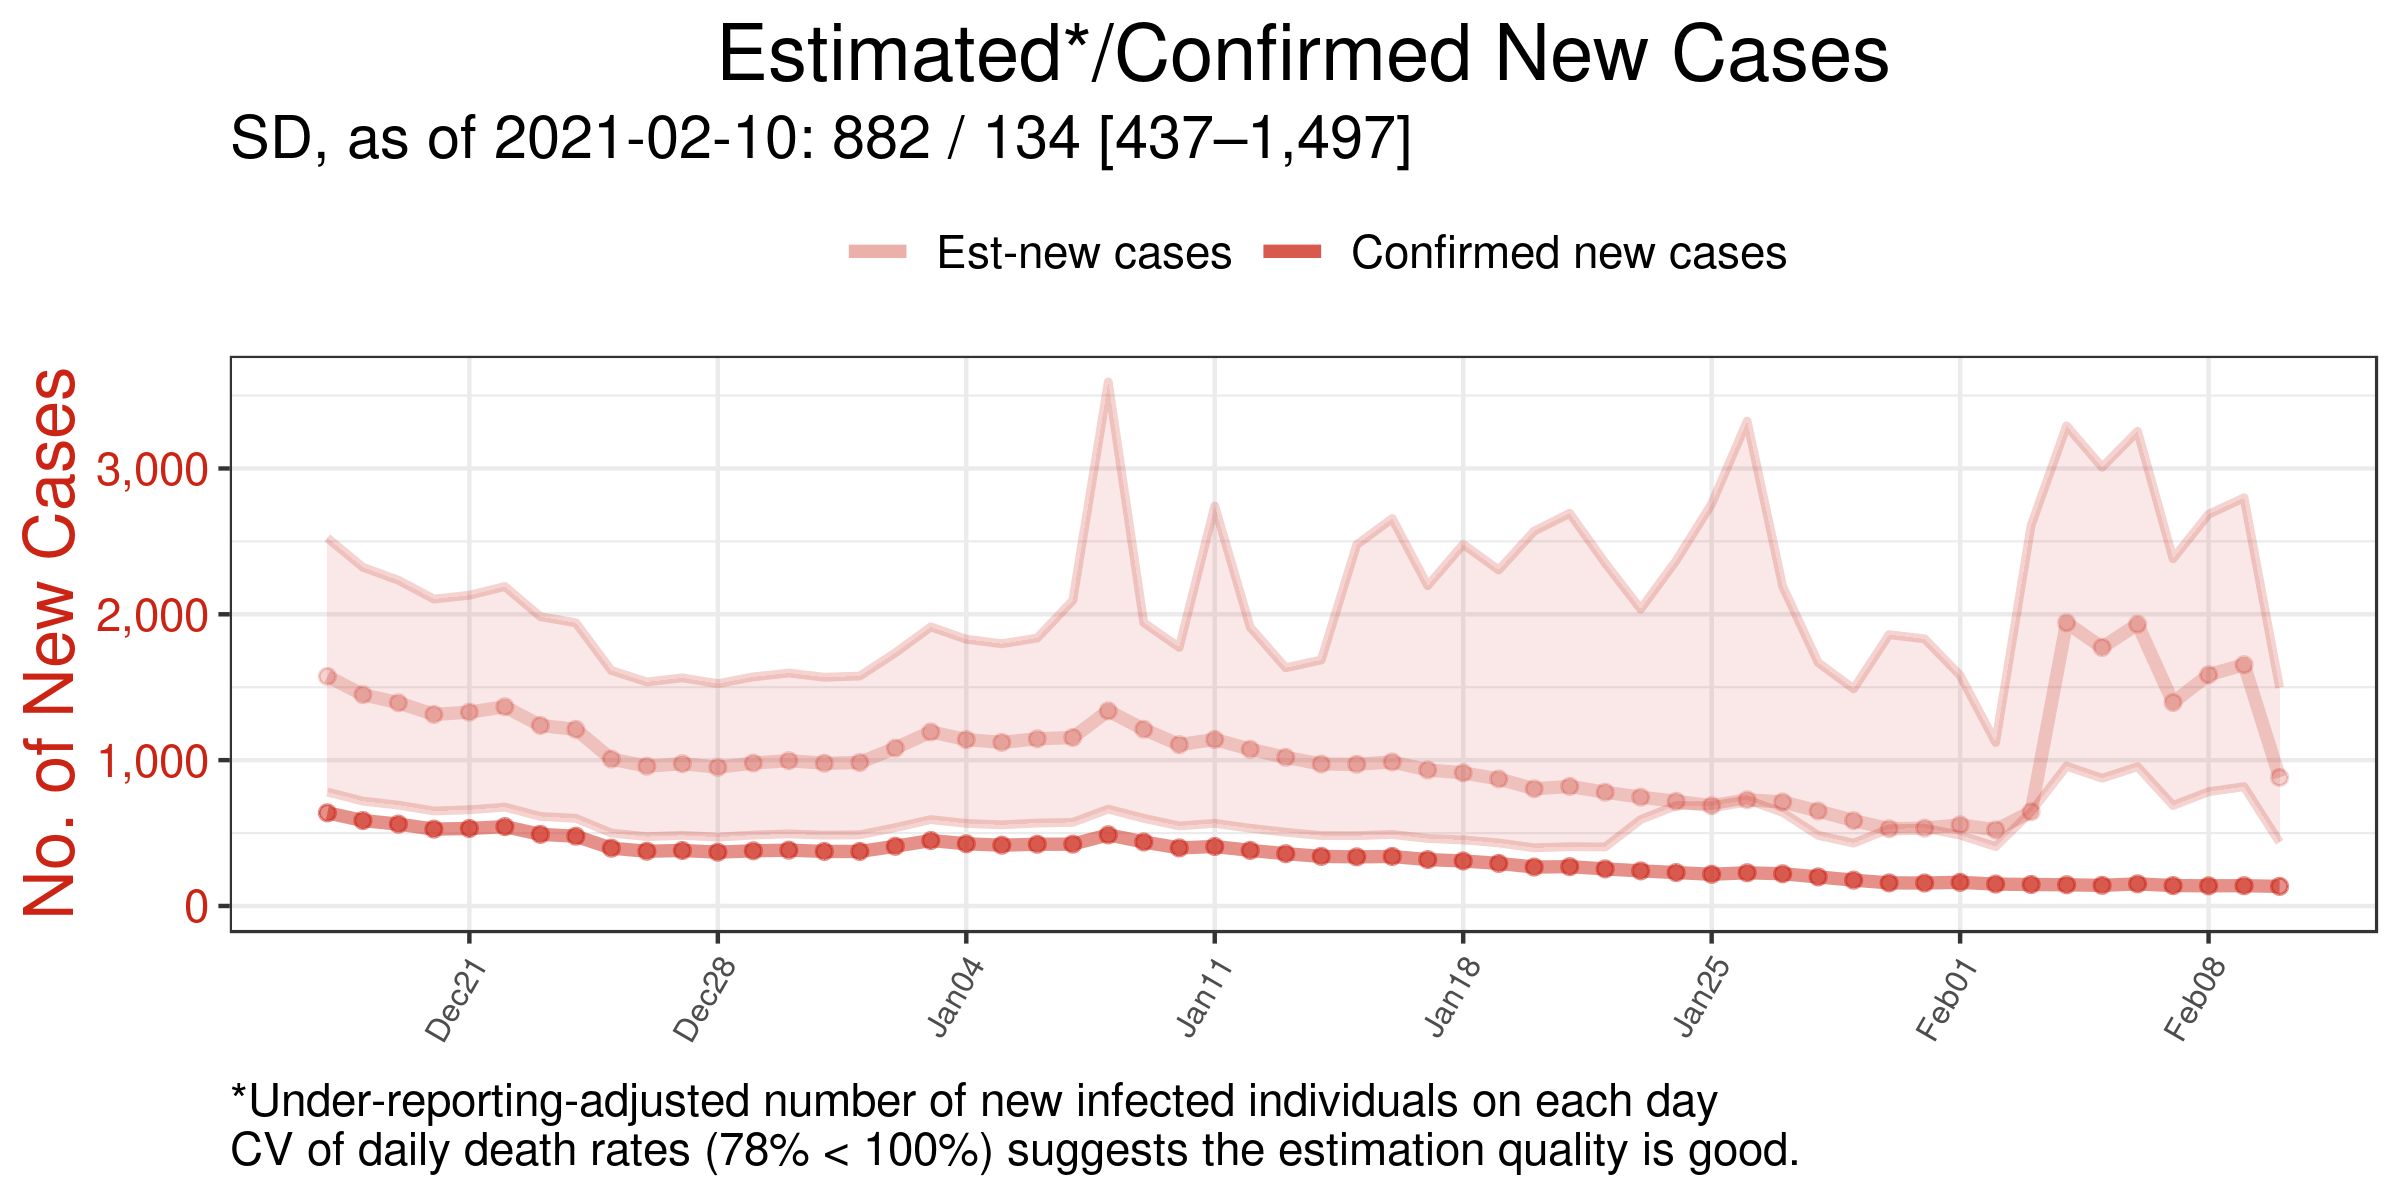 Estimated*/Confirmed New Cases
SD, as of 2021-02-10: 882 / 134 [437–1,497]
Est-new cases
Confirmed new cases
No. of New Cases
3,000
2,000
1,000
0
Dec21
Dec28
Jan04
Jan11
Jan18
Jan25
Feb01
Feb08
*Under-reporting-adjusted number of new infected individuals on each day
CV of daily death rates (78% < 100%) suggests the estimation quality is good.